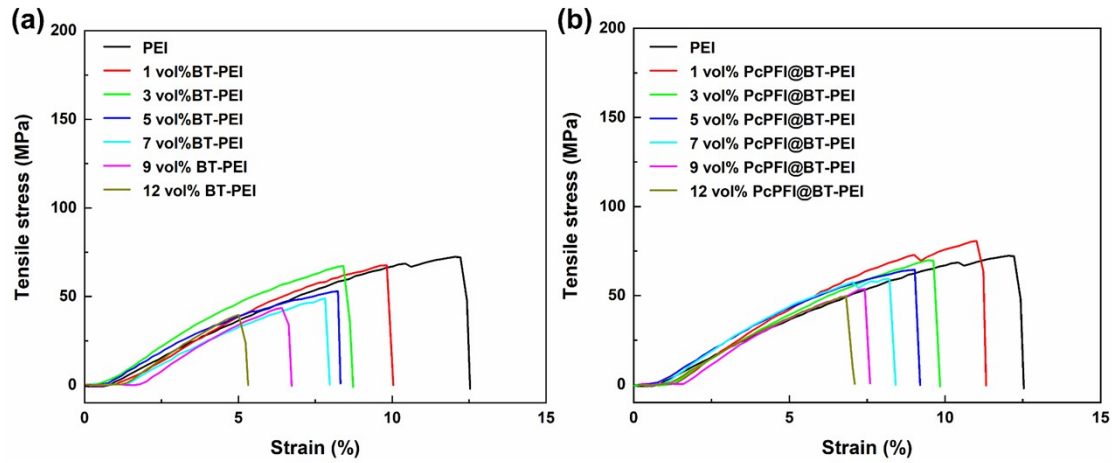 (a)
200
150
100
50
0
Tensile stress (MPa)
PEI
1 vol%BT-PEI
3 vol%BT-PEI
5 vol%BT-PEI
7 vol%BT-PEI
9 vol% BT-PEI
12 vol% BT-PEI
0 5 10 15
Strain (%)
(b)
200
150
100
50
0
Tensile stress (MPa)
PEI
1 vol% PcPFI@BT-PEI
3 vol% PcPFI@BT-PEI
5 vol% PcPFI@BT-PEI
7 vol% PcPFI@BT-PEI
9 vol% PcPFI@BT-PEI
12 vol% PcPFI@BT-PEI
0 5 10 15
Strain (%)